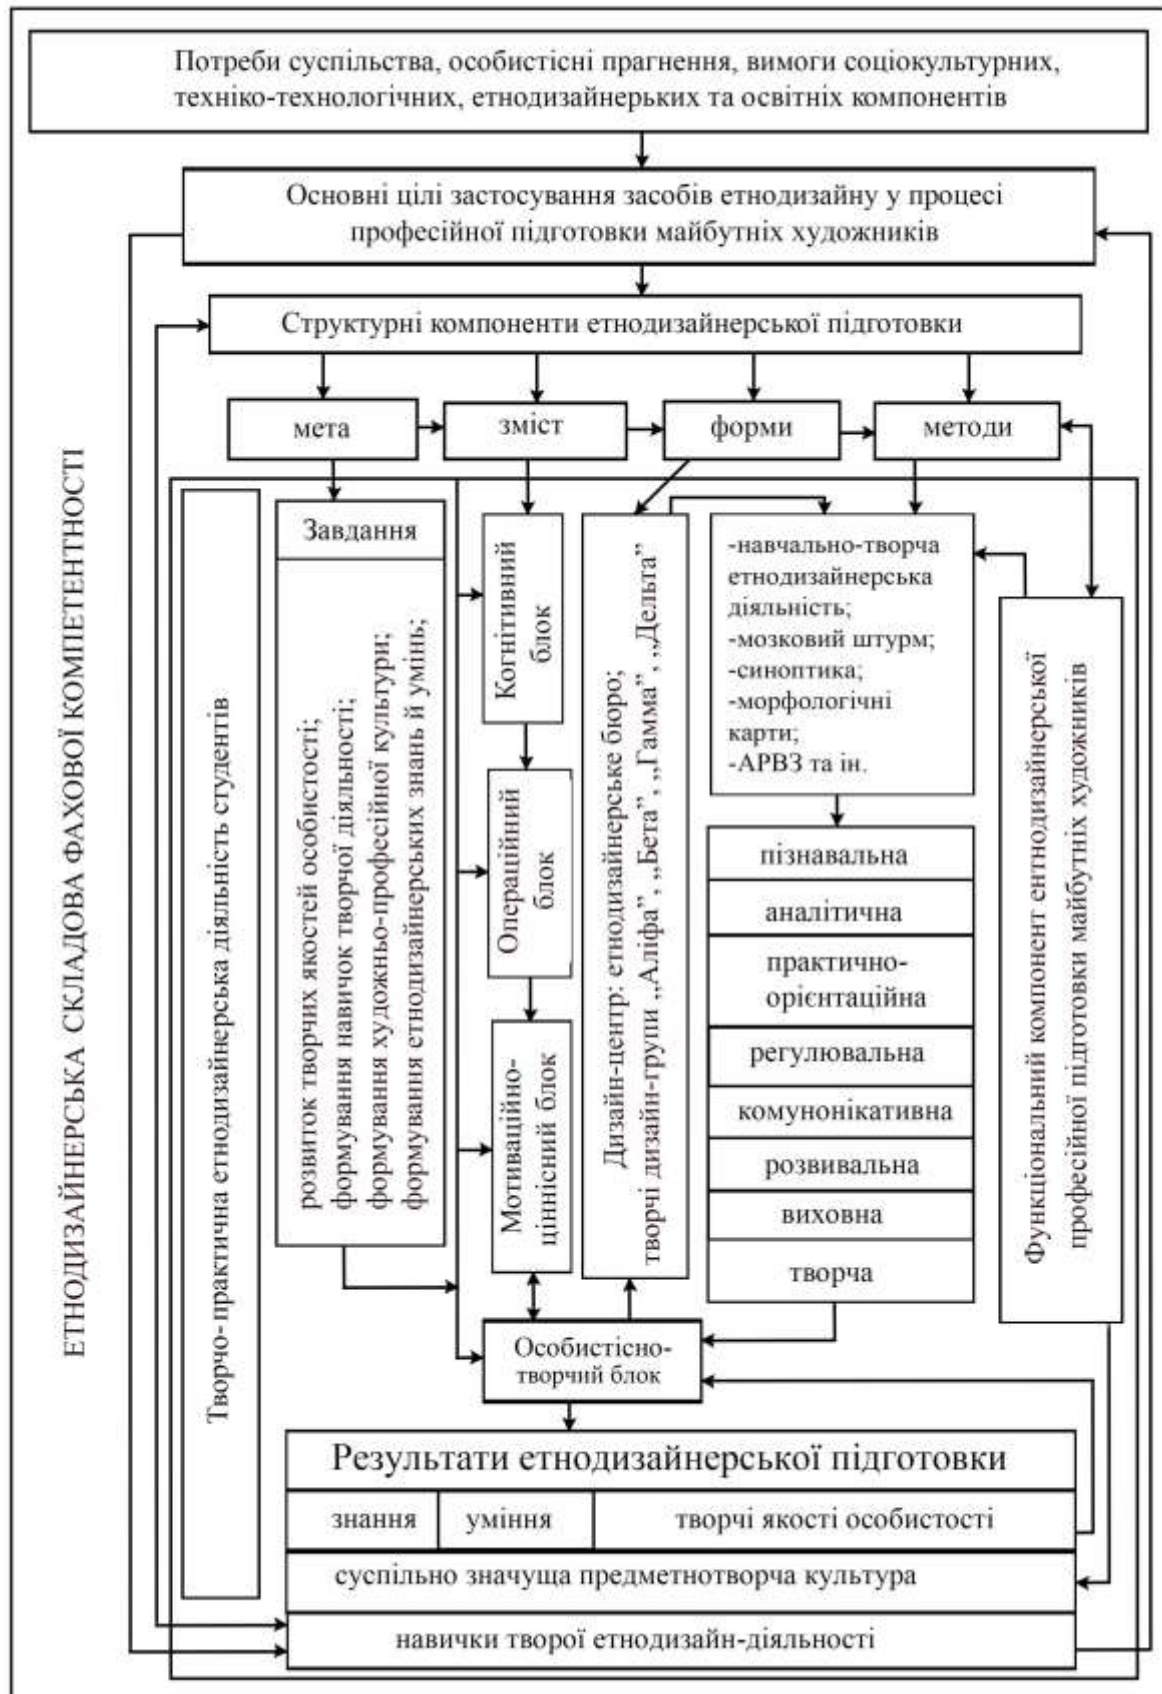 Потреби суспільства, особистісні прагнення, вимоги соціокультурних,
техніко-технологічних, етнодизайнерьких та освітніх компонентів
Основні цілі застосування засобів етнодизайну у процесі
професійної підготовки майбутніх художників
Структурні компоненти етнодизайнерської підготовки
мета
зміст
форми
методи
ЕТНОДИЗАЙНЕРСЬКА СКЛАДОВА ФАХОВОЇ КОМПЕТЕНТНОСТІ
Творчо-практична етнодизайнерська діяльність студентів
Завдання
розвиток творчих якостей особистості;
формування навичок творчої діяльності;
формування художньо-професійної культури;
формування етнодизайнерських знань й умінь;
Когнітивний
блок
Операційний
блок
Мотиваційно-
ціннісний блок
Дизайн-центр: етнодизайнерське бюро;
творчі дизайн-групи „Аліфа”, „Бета”, „Гамма”, „Дельта”
-навчально-творча
етнодизайнерська
діяльність;
-мозковий штурм;
-синоптика;
-морфологічні
карти;
-АРВЗ та ін.
пізнавальна
аналітична
практично-
орієнтаційна
регулювальна
комунонікативна
розвивальна
виховна
творча
Функціональний компонент ентнодизайнерської
професійної підготовки майбутніх художників
Особистісно-
творчий блок
Результати етнодизайнерської підготовки
знання
уміння
творчі якості особистості
суспільно значуща предметнотворча культура
навички творої етнодизайн-діяльності